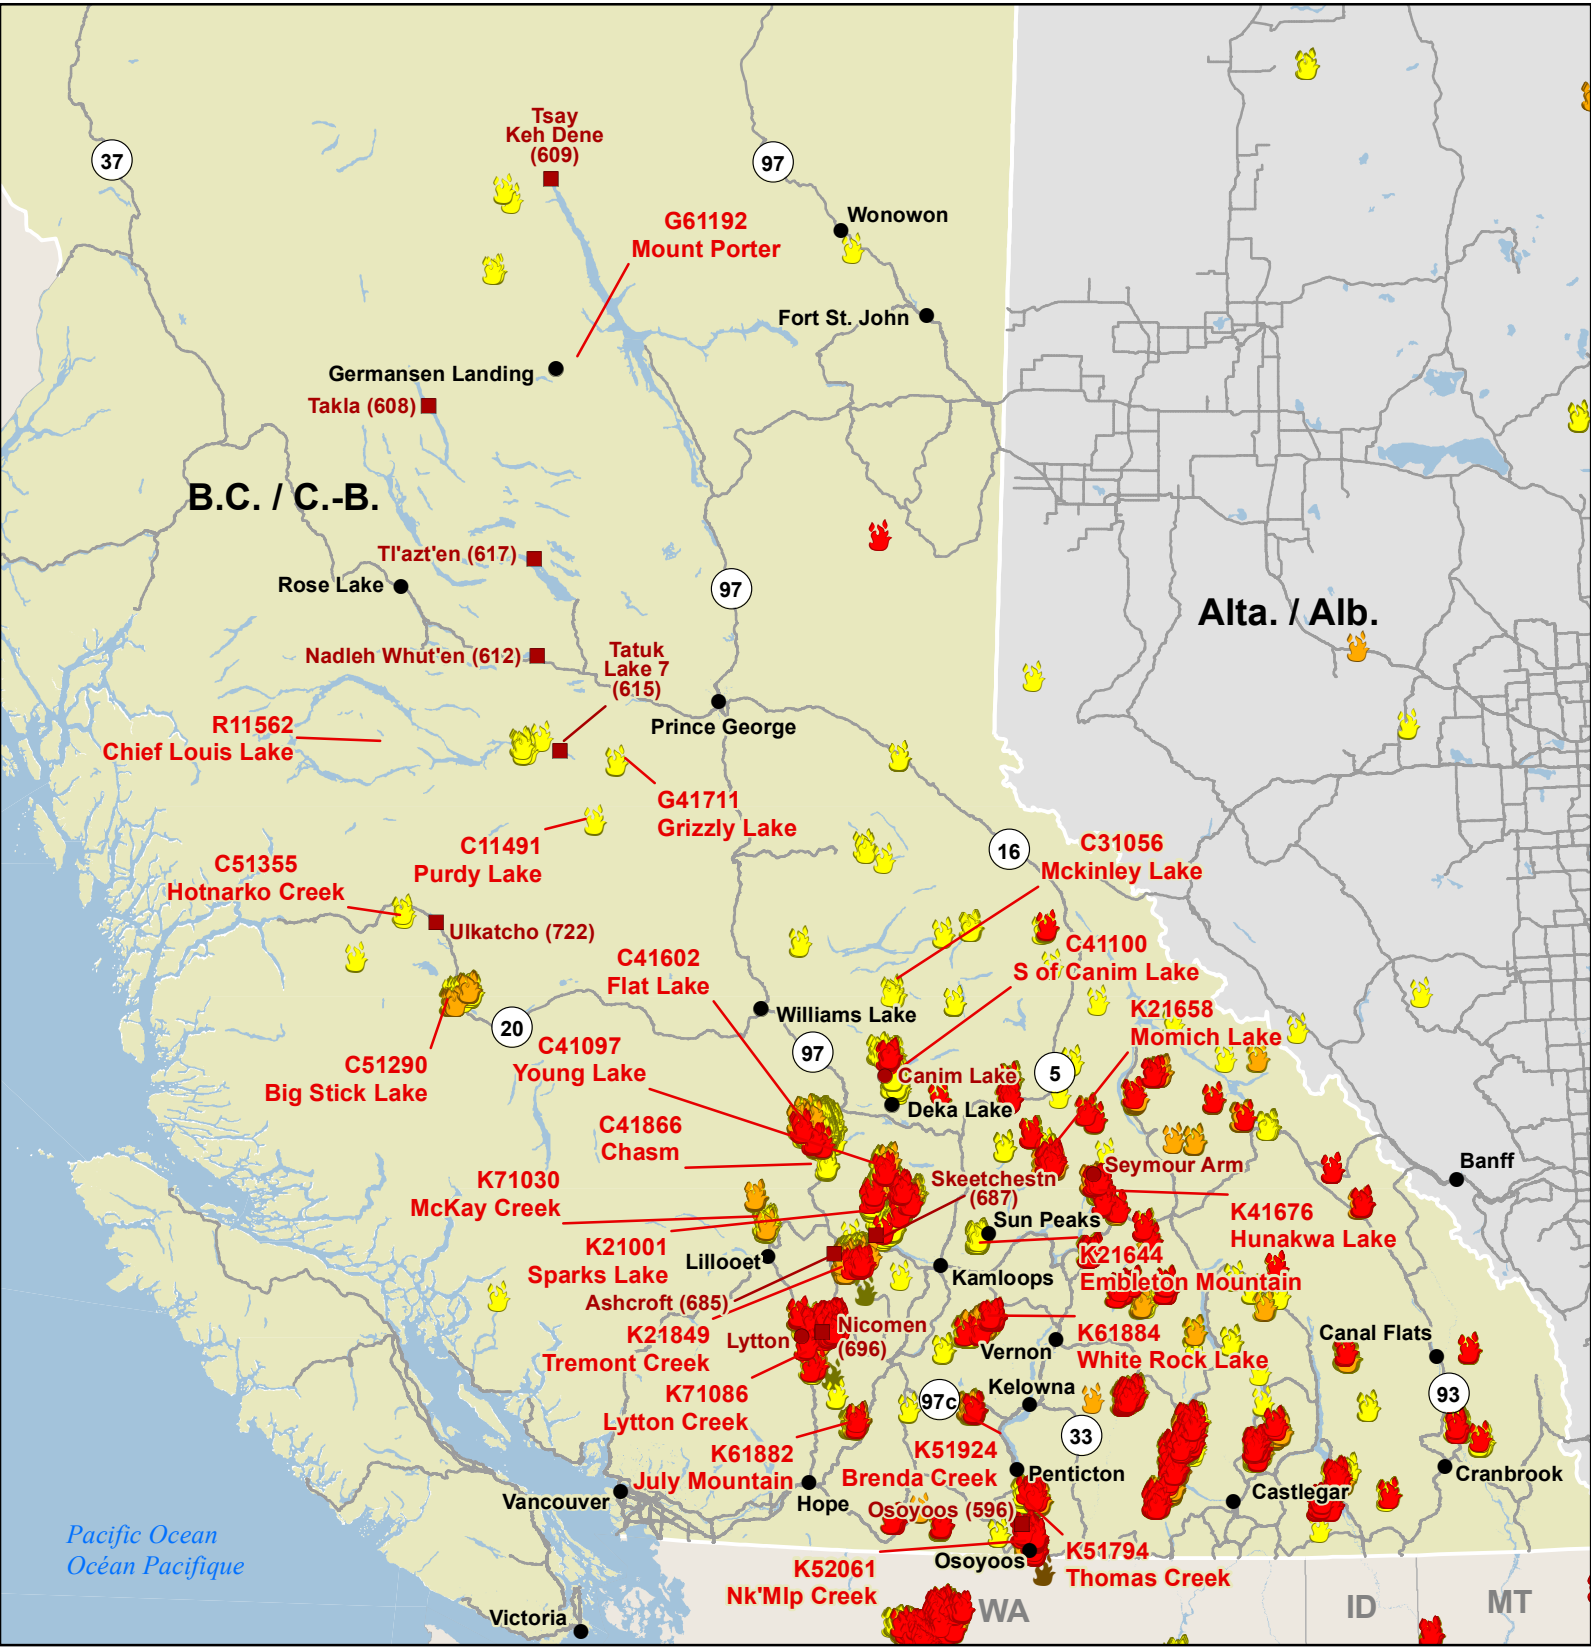 Tsay
Keh Dene
(609)
37
97
G61192
Mount Porter
Wonowon
Fort St. John
Germansen Landing
Takla (608)
B.C. / C.-B.
Tl'azt'en (617)
Rose Lake
97
Alta. / Alb.
Nadleh Whut'en (612)
Tatuk
Lake 7
(615)
R11562
Chief Louis Lake
Prince George
G41711
Grizzly Lake
C11491
Purdy Lake
C51355
Hotnarko Creek
16
C31056
Mckinley Lake
Ulkatcho (722)
C41602
Flat Lake
C41100
S of Canim Lake
Williams Lake
20
97
K21658
Momich Lake
C51290
Big Stick Lake
C41097
Young Lake
5
Canim Lake
Deka Lake
C41866
Chasm
Banff
K71030
McKay Creek
Skeetchestn
(687)
Seymour Arm
Sun Peaks
K41676
Hunakwa Lake
K21001
Sparks Lake
Lillooet
K21644
Embleton Mountain
Kamloops
Ashcroft (685)
K21849
Tremont Creek
Lytton
Nicomen
(696)
K61884
White Rock Lake
Vernon
Canal Flats
K71086
Lytton Creek
97c
Kelowna
93
33
K61882
July Mountain
K51924
Brenda Creek
Penticton
Cranbrook
Vancouver
Hope
Osoyoos (596)
Castlegar
Pacific Ocean
Océan Pacifique
K52061
Nk'Mlp Creek
Osoyoos
K51794
Thomas Creek
Victoria
WA
ID
MT